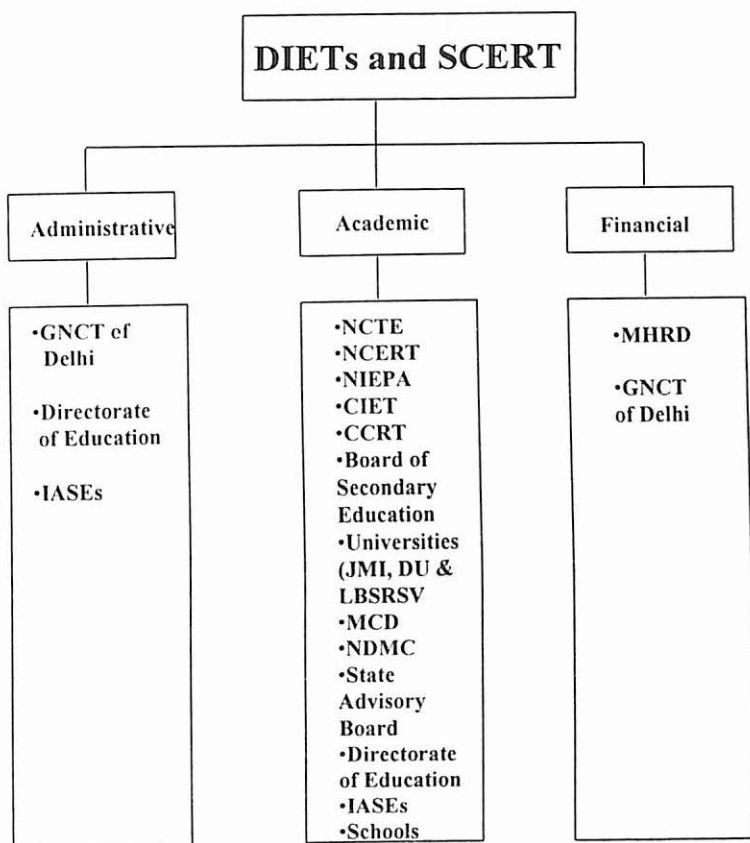 DIETs and SCERT
Administrative
Academic
Financial
•GNCT of
Delhi
•Directorate
of Education
•IASEs
•NCTE
•NCERT
•NIEPA
•CIET
•CCRT
•Board of
Secondary
Education
•Universities
(JMI, DU &
LBSRSV
•MCD
•NDMC
•State
Advisory
Board
•Directorate
of Education
•IASEs
•Schools
•MHRD
•GNCT
of Delhi